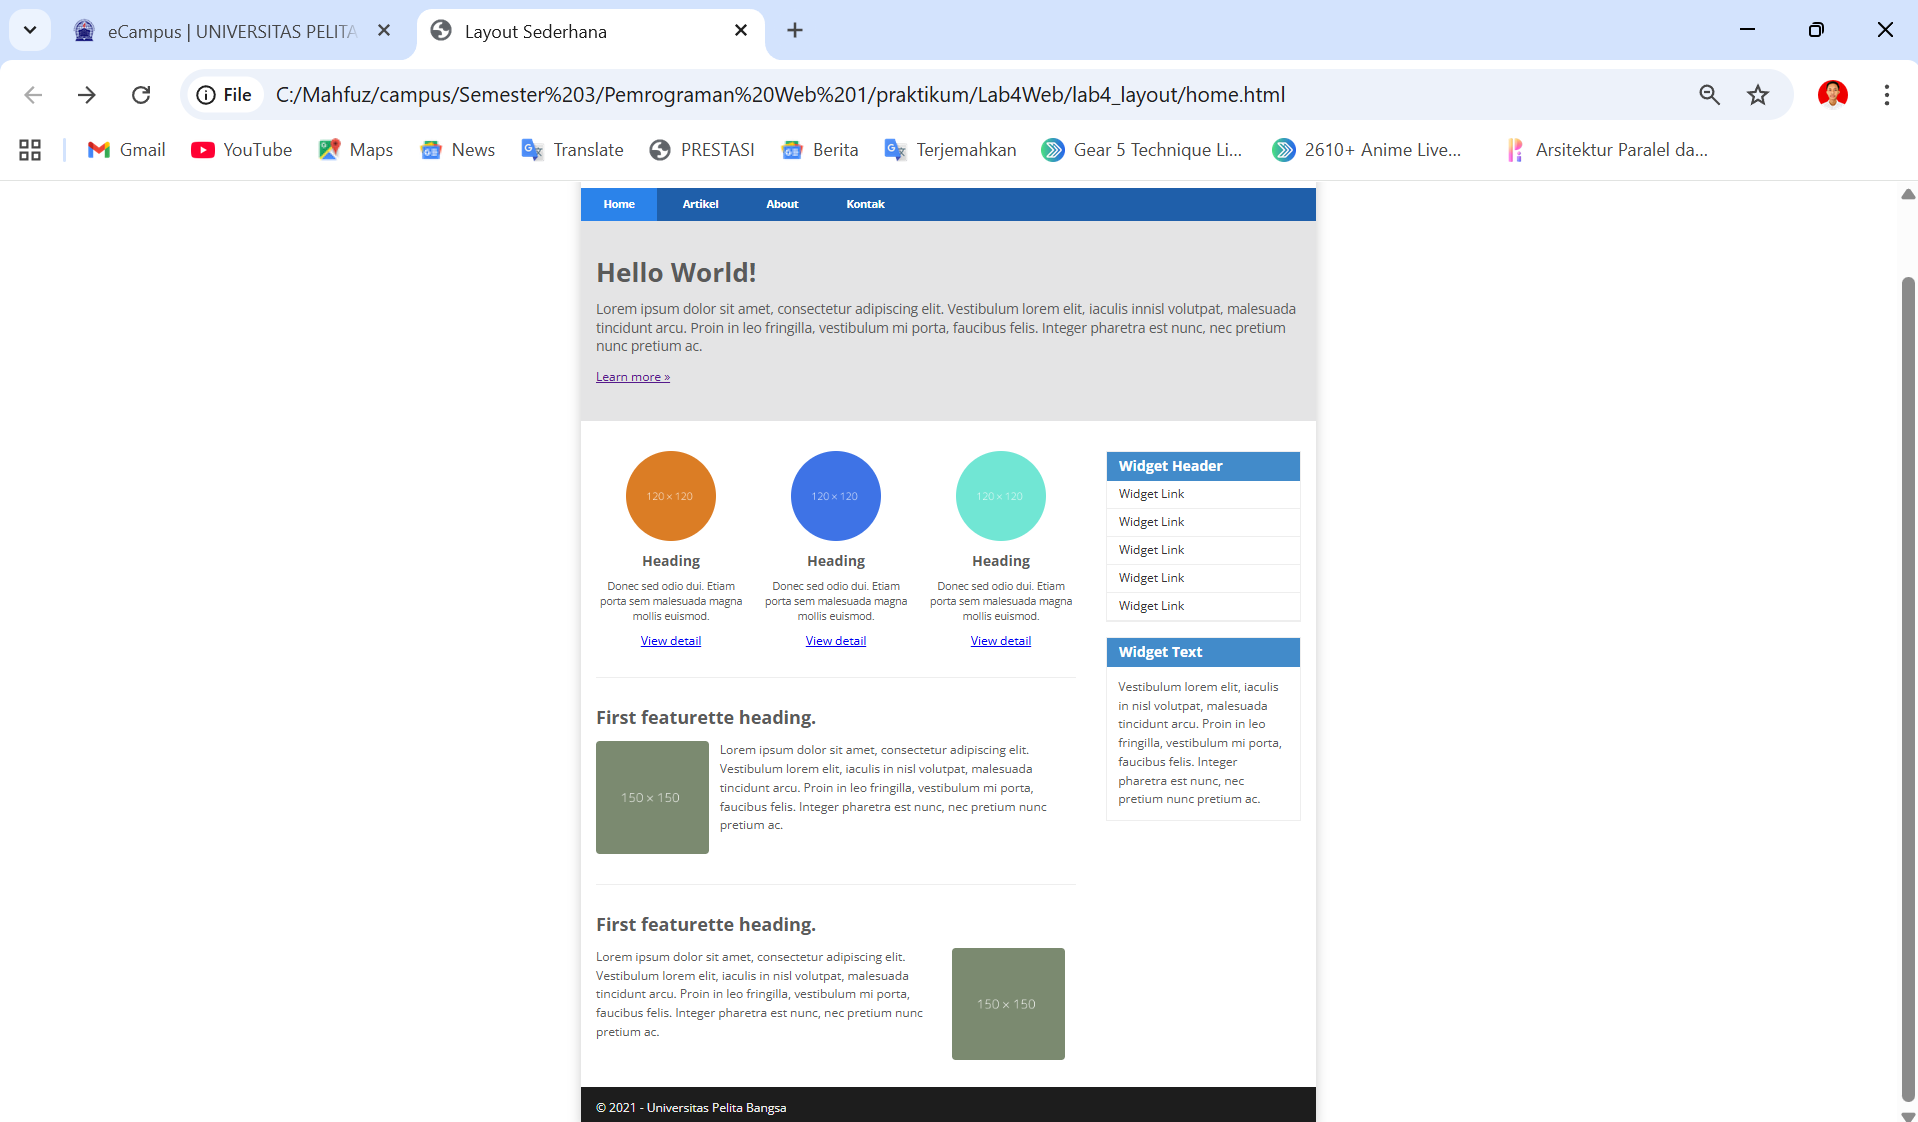 eCampus | UNIVERSITAS PELITA
Layout Sederhana
File
C:/Mahfuz/campus/Semester%203/Pemrograman%20Web%201/praktikum/Lab4Web/lab4_layout/home.html
Gmail
YouTube
Maps
News
Translate
PRESTASI
Berita
Terjemahkan
Gear 5 Technique Li...
2610+ Anime Live...
Arsitektur Paralel da...
Home
Artikel
About
Kontak
Hello World!
Lorem ipsum dolor sit amet, consectetur adipiscing elit. Vestibulum lorem elit, iaculis innisl volutpat, malesuada
tincidunt arcu. Proin in leo fringilla, vestibulum mi porta, faucibus felis. Integer pharetra est nunc, nec pretium
nunc pretium ac.
Learn more »
120 × 120
Heading
Donec sed odio dui. Etiam
porta sem malesuada magna
mollis euismod.
View detail
120 × 120
Heading
Donec sed odio dui. Etiam
porta sem malesuada magna
mollis euismod.
View detail
120 × 120
Heading
Donec sed odio dui. Etiam
porta sem malesuada magna
mollis euismod.
View detail
First featurette heading.
150 × 150
Lorem ipsum dolor sit amet, consectetur adipiscing elit.
Vestibulum lorem elit, iaculis in nisl volutpat, malesuada
tincidunt arcu. Proin in leo fringilla, vestibulum mi porta,
faucibus felis. Integer pharetra est nunc, nec pretium nunc
pretium ac.
First featurette heading.
Lorem ipsum dolor sit amet, consectetur adipiscing elit.
Vestibulum lorem elit, iaculis in nisl volutpat, malesuada
tincidunt arcu. Proin in leo fringilla, vestibulum mi porta,
faucibus felis. Integer pharetra est nunc, nec pretium nunc
pretium ac.
150 × 150
Widget Header
Widget Link
Widget Link
Widget Link
Widget Link
Widget Link
Widget Text
Vestibulum lorem elit, iaculis
in nisl volutpat, malesuada
tincidunt arcu. Proin in leo
fringilla, vestibulum mi porta,
faucibus felis. Integer
pharetra est nunc, nec
pretium nunc pretium ac.
© 2021 - Universitas Pelita Bangsa